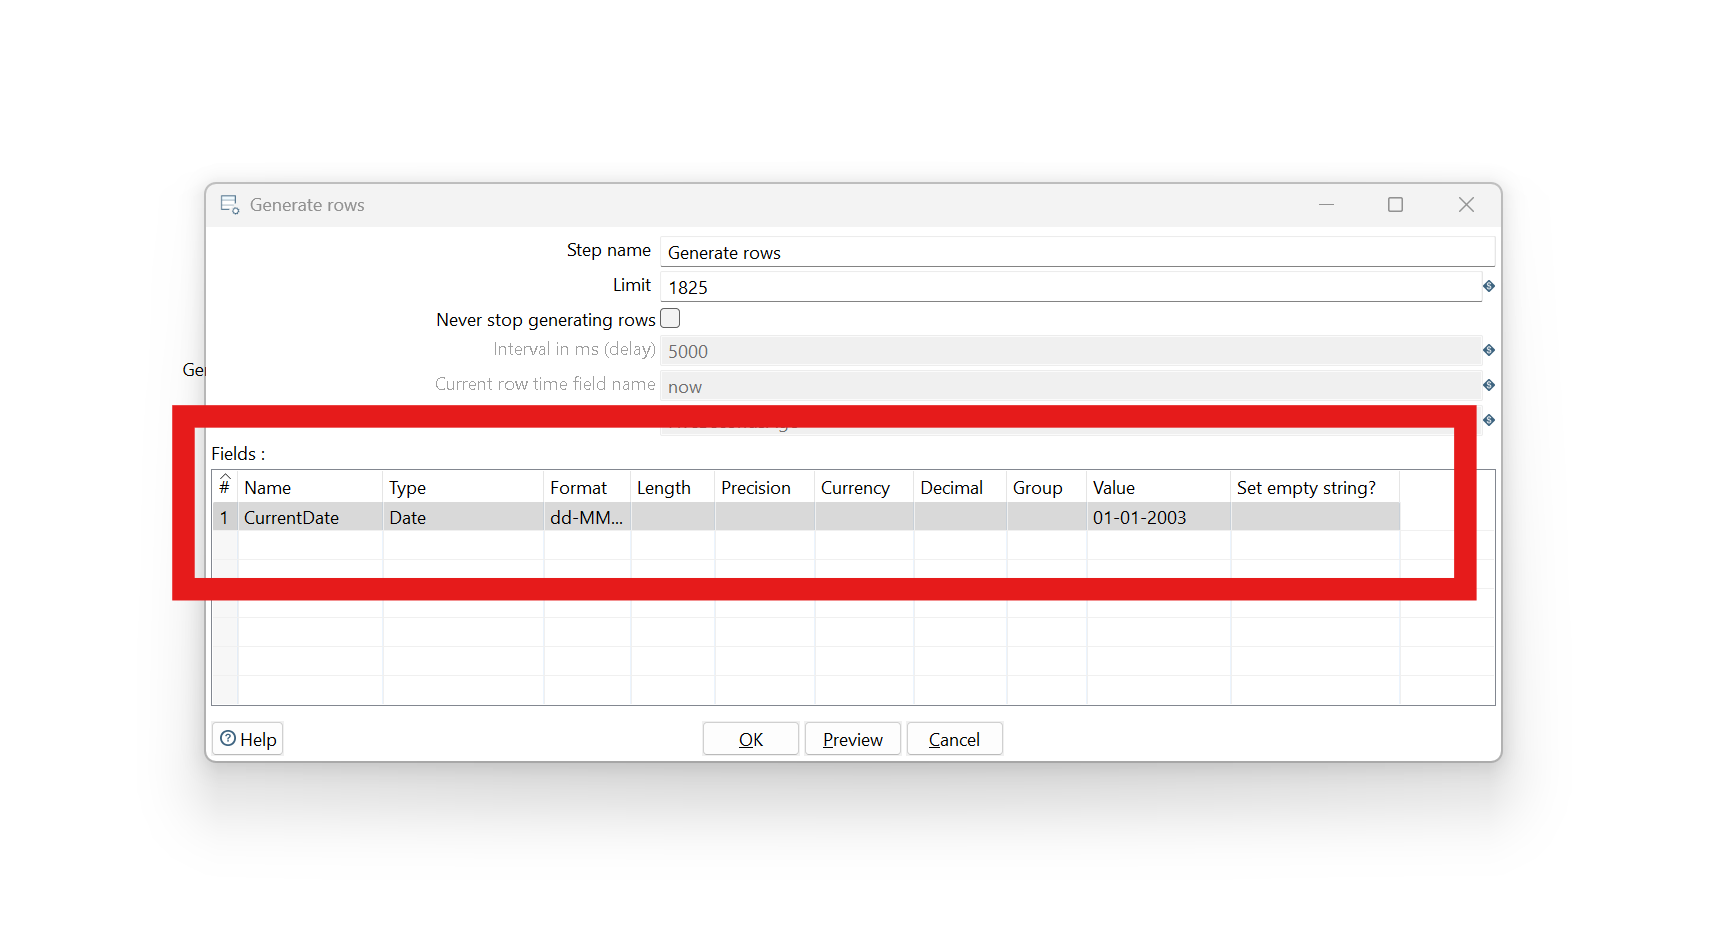 Generate rows
Step name Generate rows
Limit 1825
Never stop generating rows
Interval in ms (delay) 5000
Ge
Current row time field name now
Fields :
# Name Type Format Length Precision Currency Decimal Group Value Set empty string?
1 CurrentDate Date dd-MM... 01-01-2003
Help OK Preview Cancel